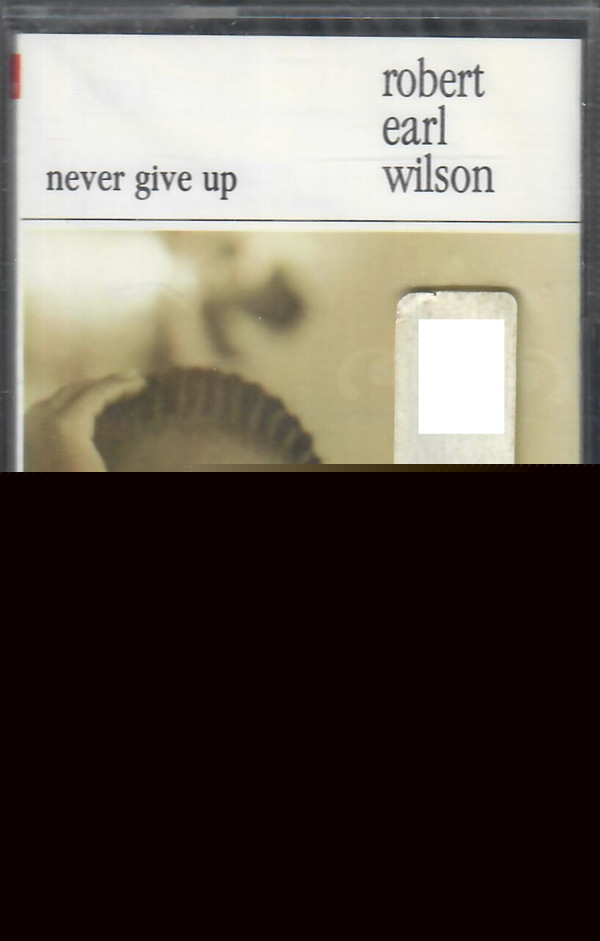 robert
earl
wilson
never give up